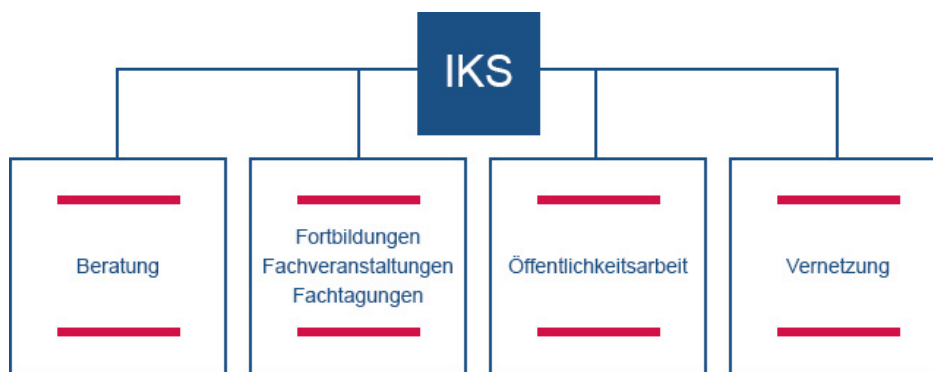 IKS
Beratung
Fortbildungen
Fachveranstaltungen
Fachtagungen
Öffentlichkeitsarbeit
Vernetzung